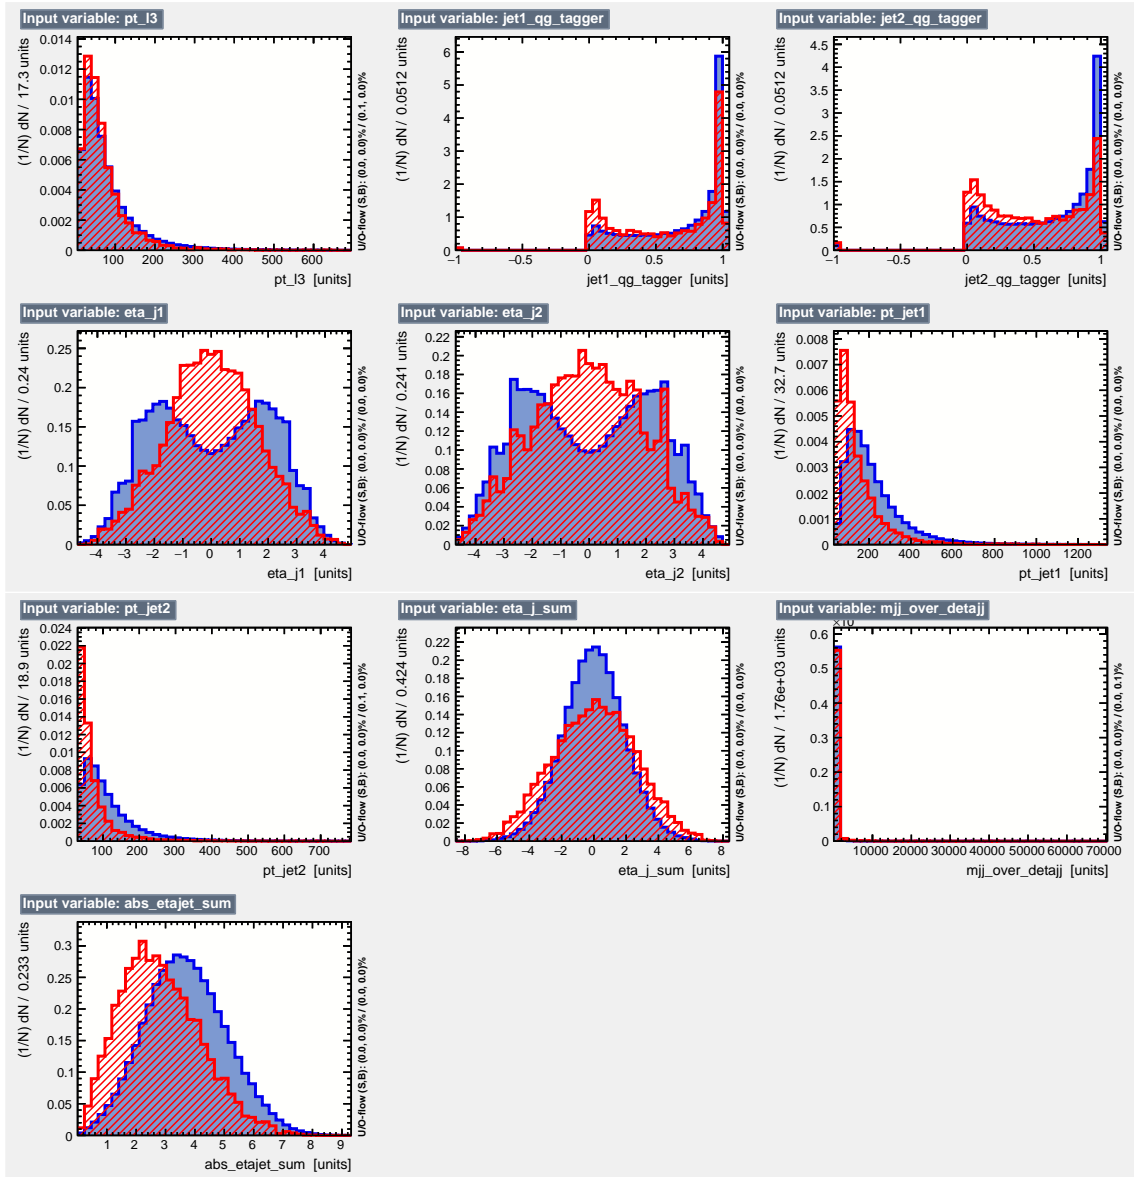 Input variable: pt_l3
(1/N) dN / 17.3 units
0.014
0.012
0.01
0.008
0.006
0.004
0.002
0
100 200 300 400 500 600
pt_l3 [units]
U/O-flow (S,B): (0.0, 0.0)% / (0.1, 0.0)%
Input variable: jet1_qg_tagger
(1/N) dN / 0.0512 units
6
5
4
3
2
1
0
−1 −0.5 0 0.5 1
jet1_qg_tagger [units]
U/O-flow (S,B): (0.0, 0.0)% / (0.0, 0.0)%
Input variable: jet2_qg_tagger
(1/N) dN / 0.0512 units
4.5
4
3.5
3
2.5
2
1.5
1
0.5
0
−1 −0.5 0 0.5 1
jet2_qg_tagger [units]
U/O-flow (S,B): (0.0, 0.0)% / (0.0, 0.0)%
Input variable: eta_j1
(1/N) dN / 0.24 units
0.25
0.2
0.15
0.1
0.05
0
−4 −3 −2 −1 0 1 2 3 4
eta_j1 [units]
U/O-flow (S,B): (0.0, 0.0)% / (0.0, 0.0)%
Input variable: eta_j2
(1/N) dN / 0.241 units
0.22
0.2
0.18
0.16
0.14
0.12
0.1
0.08
0.06
0.04
0.02
0
−4 −2 0 2 4
eta_j2 [units]
U/O-flow (S,B): (0.0, 0.0)% / (0.0, 0.0)%
Input variable: pt_jet1
(1/N) dN / 32.7 units
0.008
0.007
0.006
0.005
0.004
0.003
0.002
0.001
0
200 400 600 800 1000 1200
pt_jet1 [units]
U/O-flow (S,B): (0.0, 0.0)% / (0.0, 0.0)%
Input variable: pt_jet2
(1/N) dN / 18.9 units
0.024
0.022
0.02
0.018
0.016
0.014
0.012
0.01
0.008
0.006
0.004
0.002
0
100 200 300 400 500 600 700
pt_jet2 [units]
U/O-flow (S,B): (0.0, 0.0)% / (0.1, 0.0)%
Input variable: eta_j_sum
(1/N) dN / 0.424 units
0.22
0.2
0.18
0.16
0.14
0.12
0.1
0.08
0.06
0.04
0.02
0
−8 −6 −4 −2 0 2 4 6 8
eta_j_sum [units]
U/O-flow (S,B): (0.0, 0.0)% / (0.0, 0.0)%
Input variable: mjj_over_detajj
(1/N) dN / 1.76e+03 units
0.6
0.5
0.4
0.3
0.2
0.1
0
10000 20000 30000 40000 50000 60000 70000
mjj_over_detajj [units]
U/O-flow (S,B): (0.0, 0.0)% / (0.0, 0.1)%
Input variable: abs_etajet_sum
(1/N) dN / 0.233 units
0.3
0.25
0.2
0.15
0.1
0.05
0
1 2 3 4 5 6 7 8 9
abs_etajet_sum [units]
U/O-flow (S,B): (0.0, 0.0)% / (0.0, 0.0)%